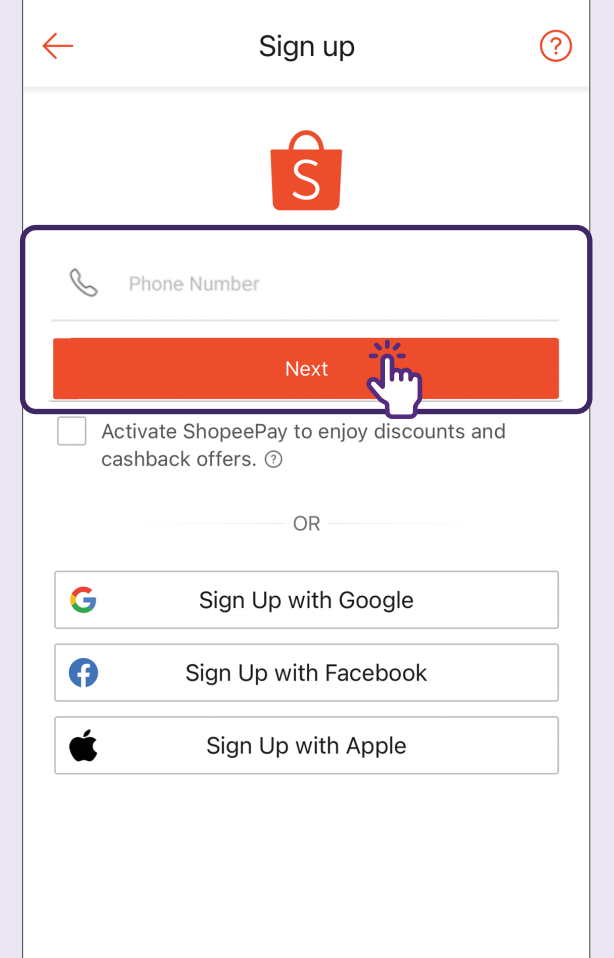 Sign up
?
S
Phone Number
Next
Activate ShopeePay to enjoy discounts and
cashback offers. ?
OR
Sign Up with Google
Sign Up with Facebook
Sign Up with Apple